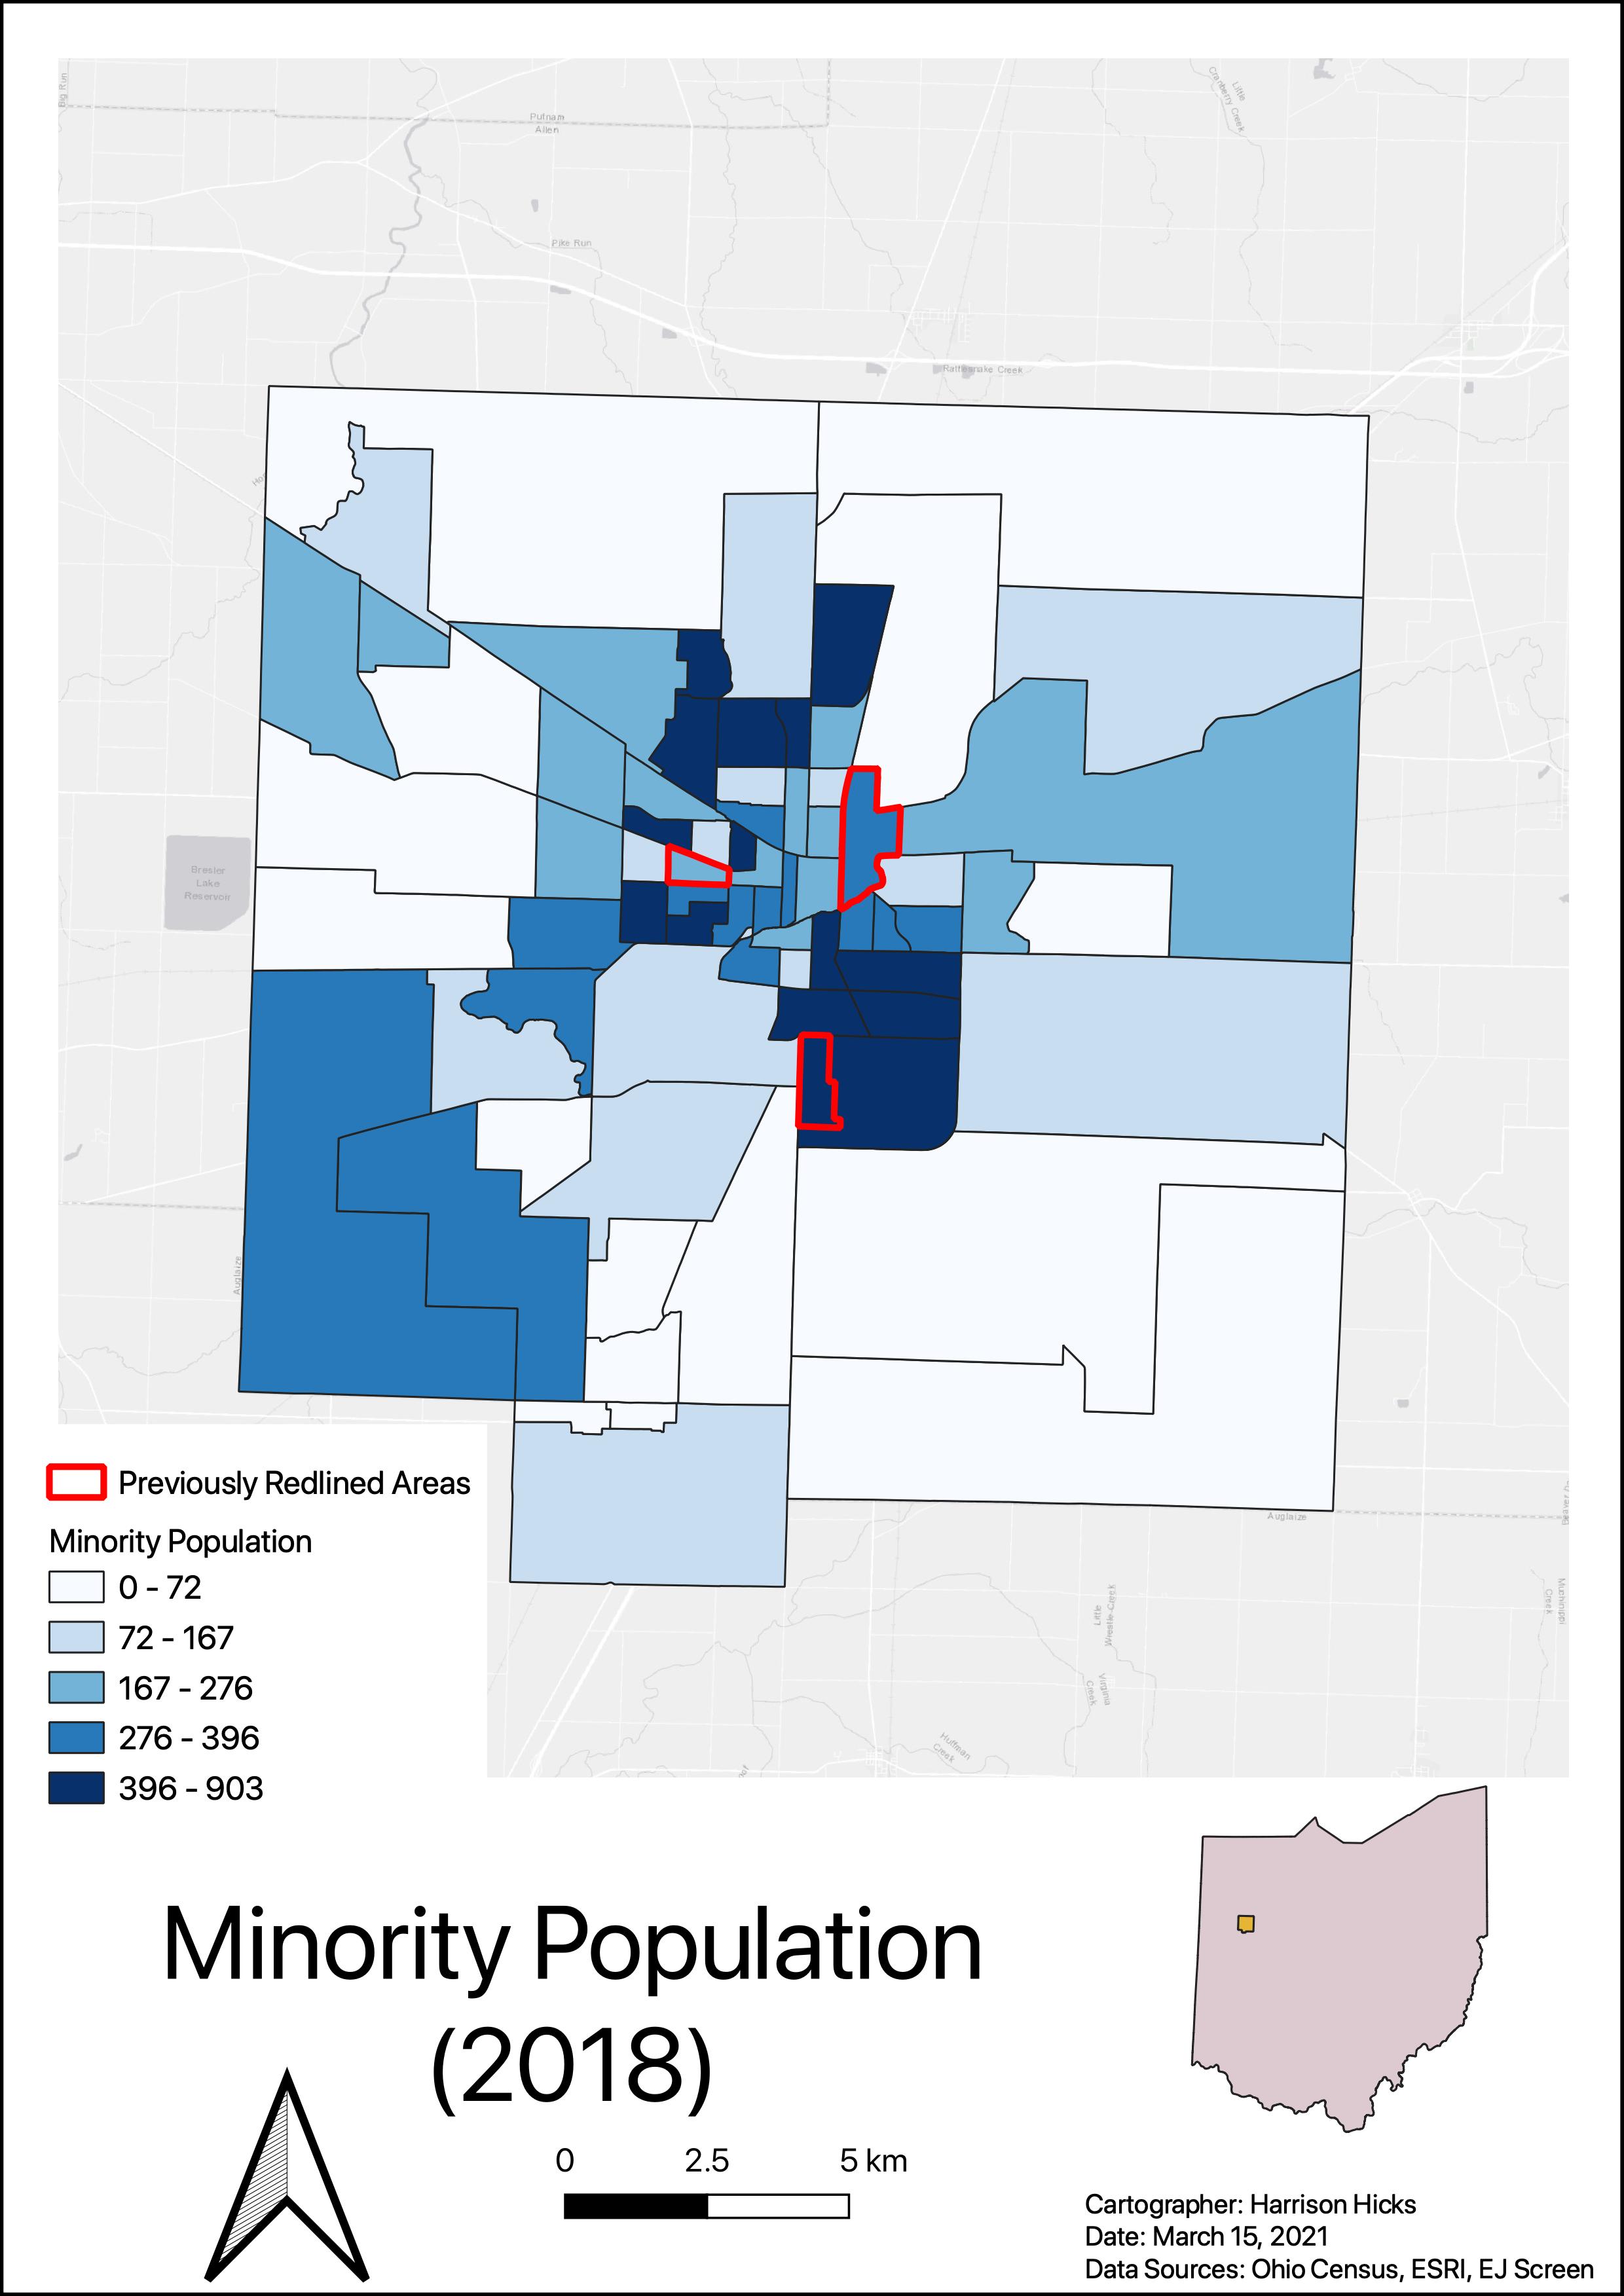 Big Run
Putnam
Allen
Little
Cranberry Creek
Pike Run
Rattlesnake Creek
Bresler
Lake
Reservoir
Auglaize
Auglaize
Little
Wrestle Creek
Virginia
Creek
Huffman
Creek
Creek
Previously Redlined Areas
Minority Population
0 - 72
72 - 167
167 - 276
276 - 396
396 - 903
Minority Population
(2018)
0 2.5 5 km
Cartographer: Harrison Hicks
Date: March 15, 2021
Data Sources: Ohio Census, ESRI, EJ Screen